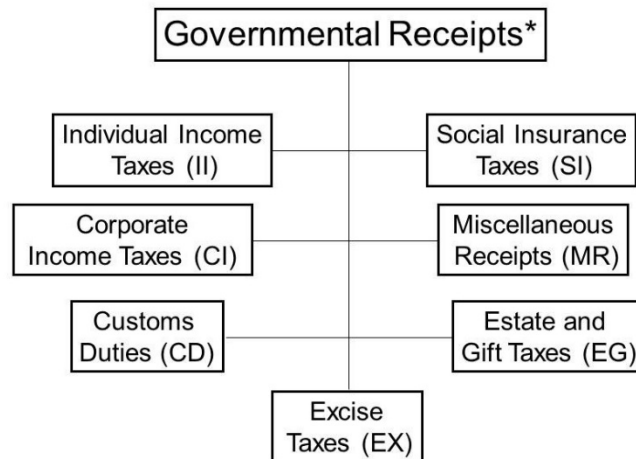 Governmental Receipts*
Individual Income
Taxes (II)
Social Insurance
Taxes (SI)
Corporate
Income Taxes (CI)
Miscellaneous
Receipts (MR)
Customs
Duties (CD)
Estate and
Gift Taxes (EG)
Excise
Taxes (EX)